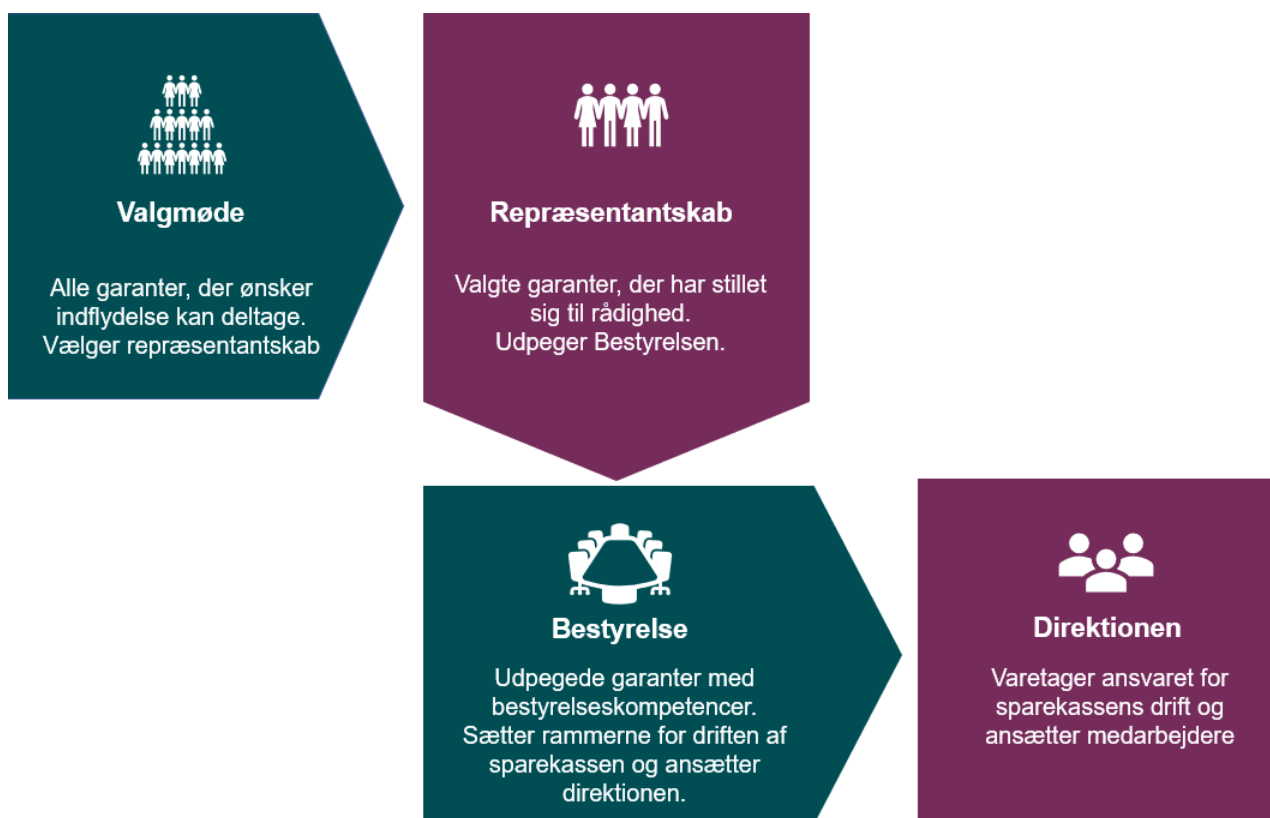 Valgmøde
Alle garanter, der ønsker
indflydelse kan deltage.
Vælger repræsentantskab
Repræsentantskab
Valgte garanter, der har stillet
sig til rådighed.
Udpeger Bestyrelsen.
Bestyrelse
Udpegede garanter med
bestyrelseskompetencer.
Sætter rammerne for driften af
sparekassen og ansætter
direktionen.
Direktionen
Varetager ansvaret for
sparekassens drift og
ansætter medarbejdere